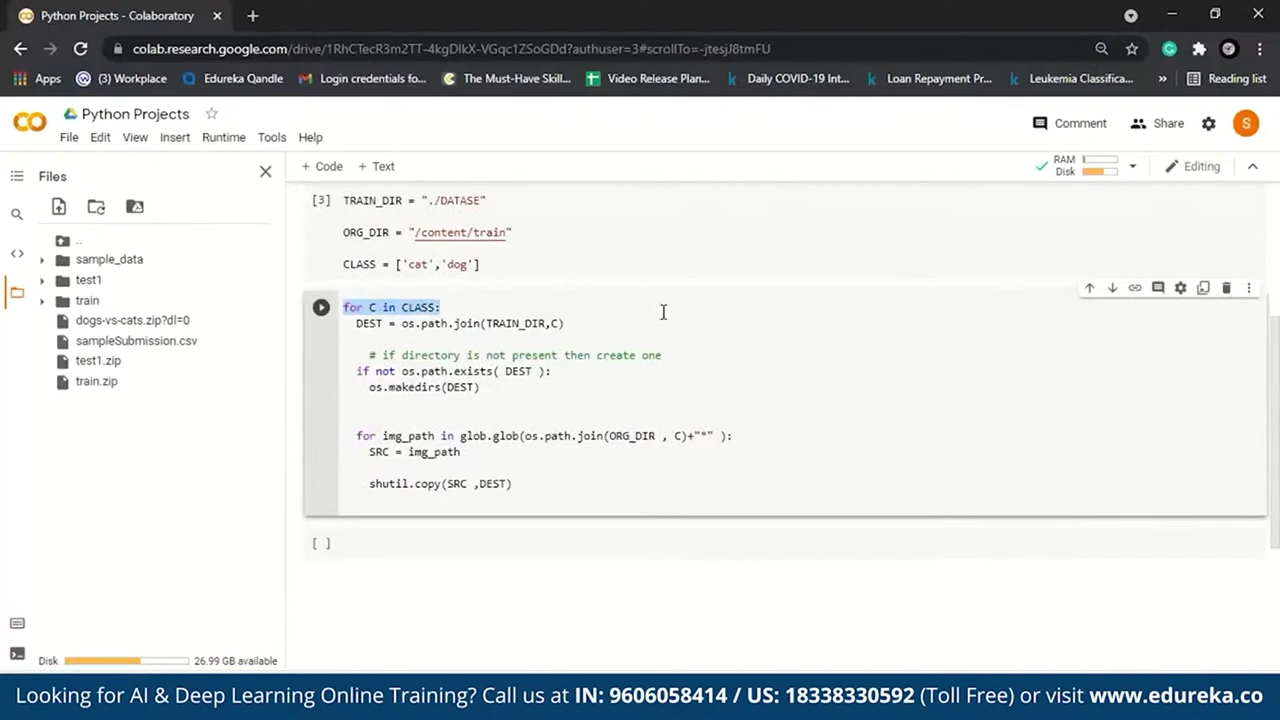 Python Projects - Colaboratory
colab.research.google.com/drive/1RhCTecR3m2TT-4kgDlkX-VGqc1ZSoGDd?authuser=3#scrollTo=-jtesjJ8tmFU
Apps
(3) Workplace
Edureka Qandle
Login credentials fo...
The Must-Have Skil...
Video Release Plan...
Daily COVID-19 Int...
Loan Repayment Pr...
Leukemia Classifica...
Reading list
Python Projects
File Edit View Insert Runtime Tools Help
Comment
Share
S
Files
+ Code + Text
RAM
Disk
Editing
..
sample_data
test1
train
dogs-vs-cats.zip?dl=0
sampleSubmission.csv
test1.zip
train.zip
Disk
26.99 GB available
[3] TRAIN_DIR = "./DATASE"
ORG_DIR = "/content/train"
CLASS = ['cat','dog']
for C in CLASS:
DEST = os.path.join(TRAIN_DIR,C)
# if directory is not present then create one
if not os.path.exists( DEST ):
os.makedirs(DEST)
for img_path in glob.glob(os.path.join(ORG_DIR , C)+"*" ):
SRC = img_path
shutil.copy(SRC ,DEST)
[ ]
Looking for AI & Deep Learning Online Training? Call us at IN: 9606058414 / US: 18338330592 (Toll Free) or visit www.edureka.co